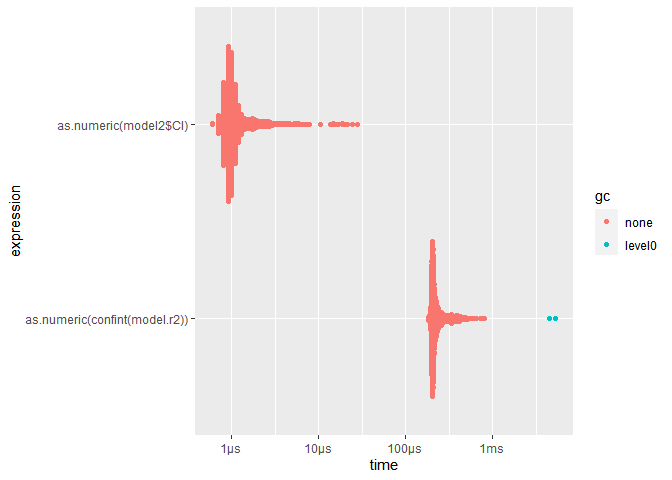 expression
as.numeric(model2$CI)
as.numeric(confint(model.r2))
1µs
10µs
100µs
1ms
time
gc
none
level0